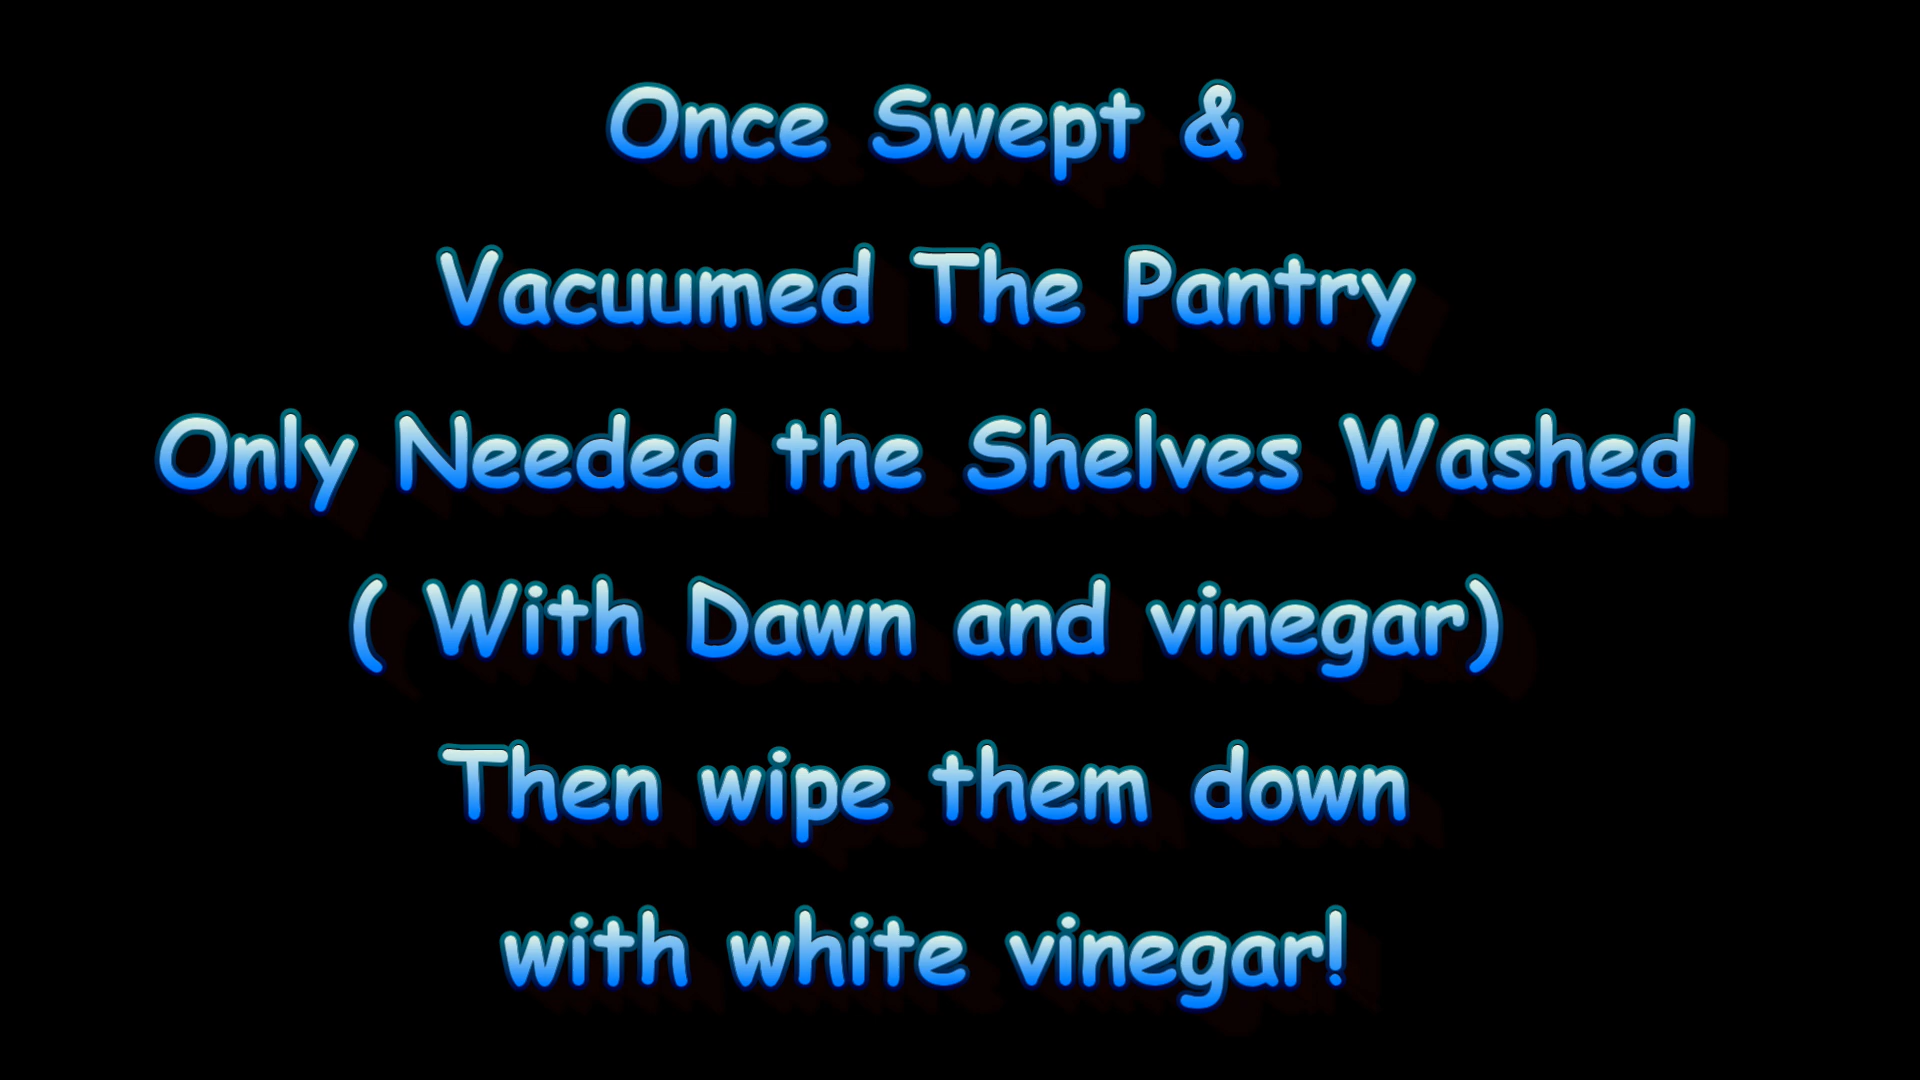 Once Swept &
Vacuumed The Pantry
Only Needed the Shelves Washed
( With Dawn and vinegar)
Then wipe them down
with white vinegar!